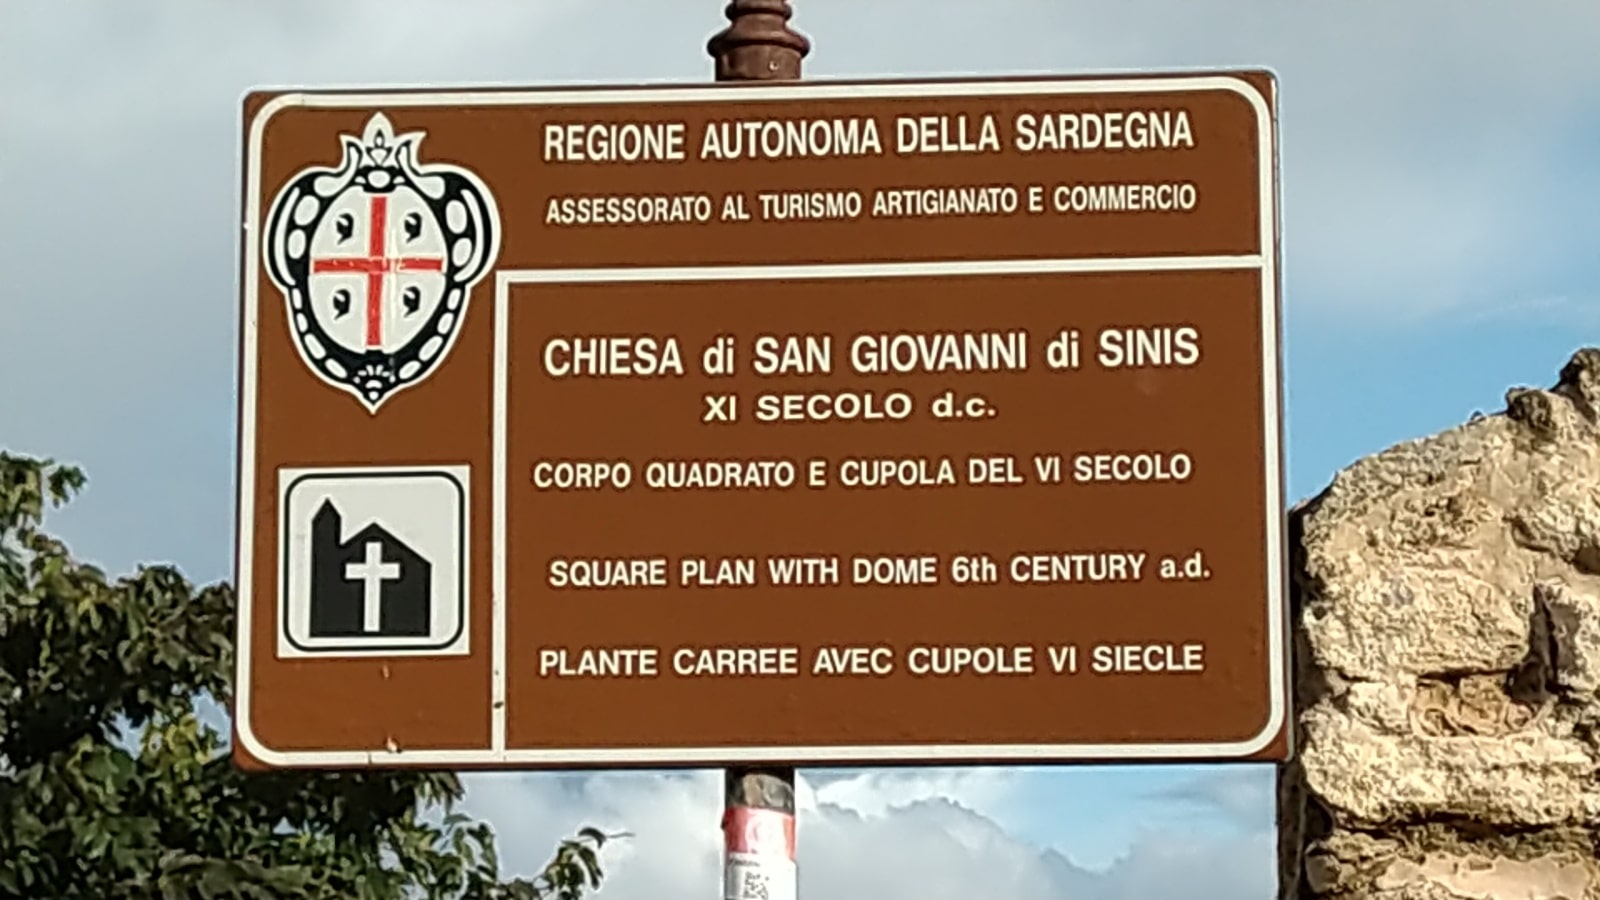 REGIONE AUTONOMA DELLA SARDEGNA
ASSESSORATO AL TURISMO ARTIGIANATO E COMMERCIO
CHIESA di SAN GIOVANNI di SINIS
XI SECOLO d.c.
CORPO QUADRATO E CUPOLA DEL VI SECOLO
SQUARE PLAN WITH DOME 6th CENTURY a.d.
PLANTE CARREE AVEC CUPOLE VI SIECLE